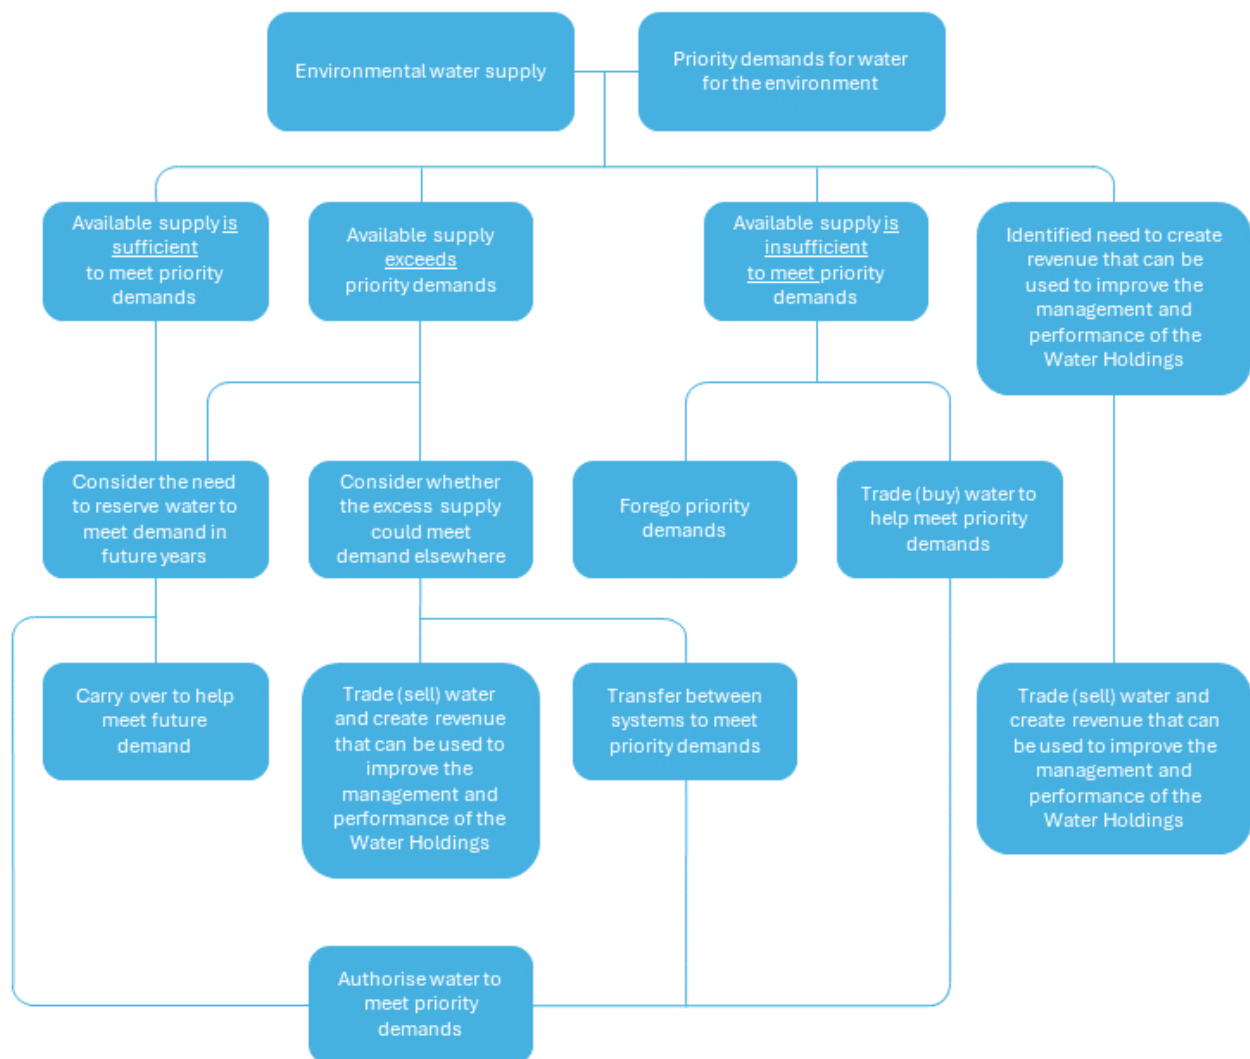 Environmental water supply
Priority demands for water
for the environment
Available supply is
sufficient
to meet priority
demands
Available supply
exceeds
priority demands
Available supply is
insufficient
to meet priority
demands
Identified need to create
revenue that can be
used to improve the
management and
performance of the
Water Holdings
Consider the need
to reserve water to
meet demand in
future years
Consider whether
the excess supply
could meet
demand elsewhere
Forego priority
demands
Trade (buy) water to
help meet priority
demands
Carry over to help
meet future
demand
Trade (sell) water
and create revenue
that can be used to
improve the
management and
performance of the
Water Holdings
Transfer between
systems to meet
priority demands
Trade (sell) water and
create revenue that can
be used to improve the
management and
performance of the
Water Holdings
Authorise water to
meet priority
demands